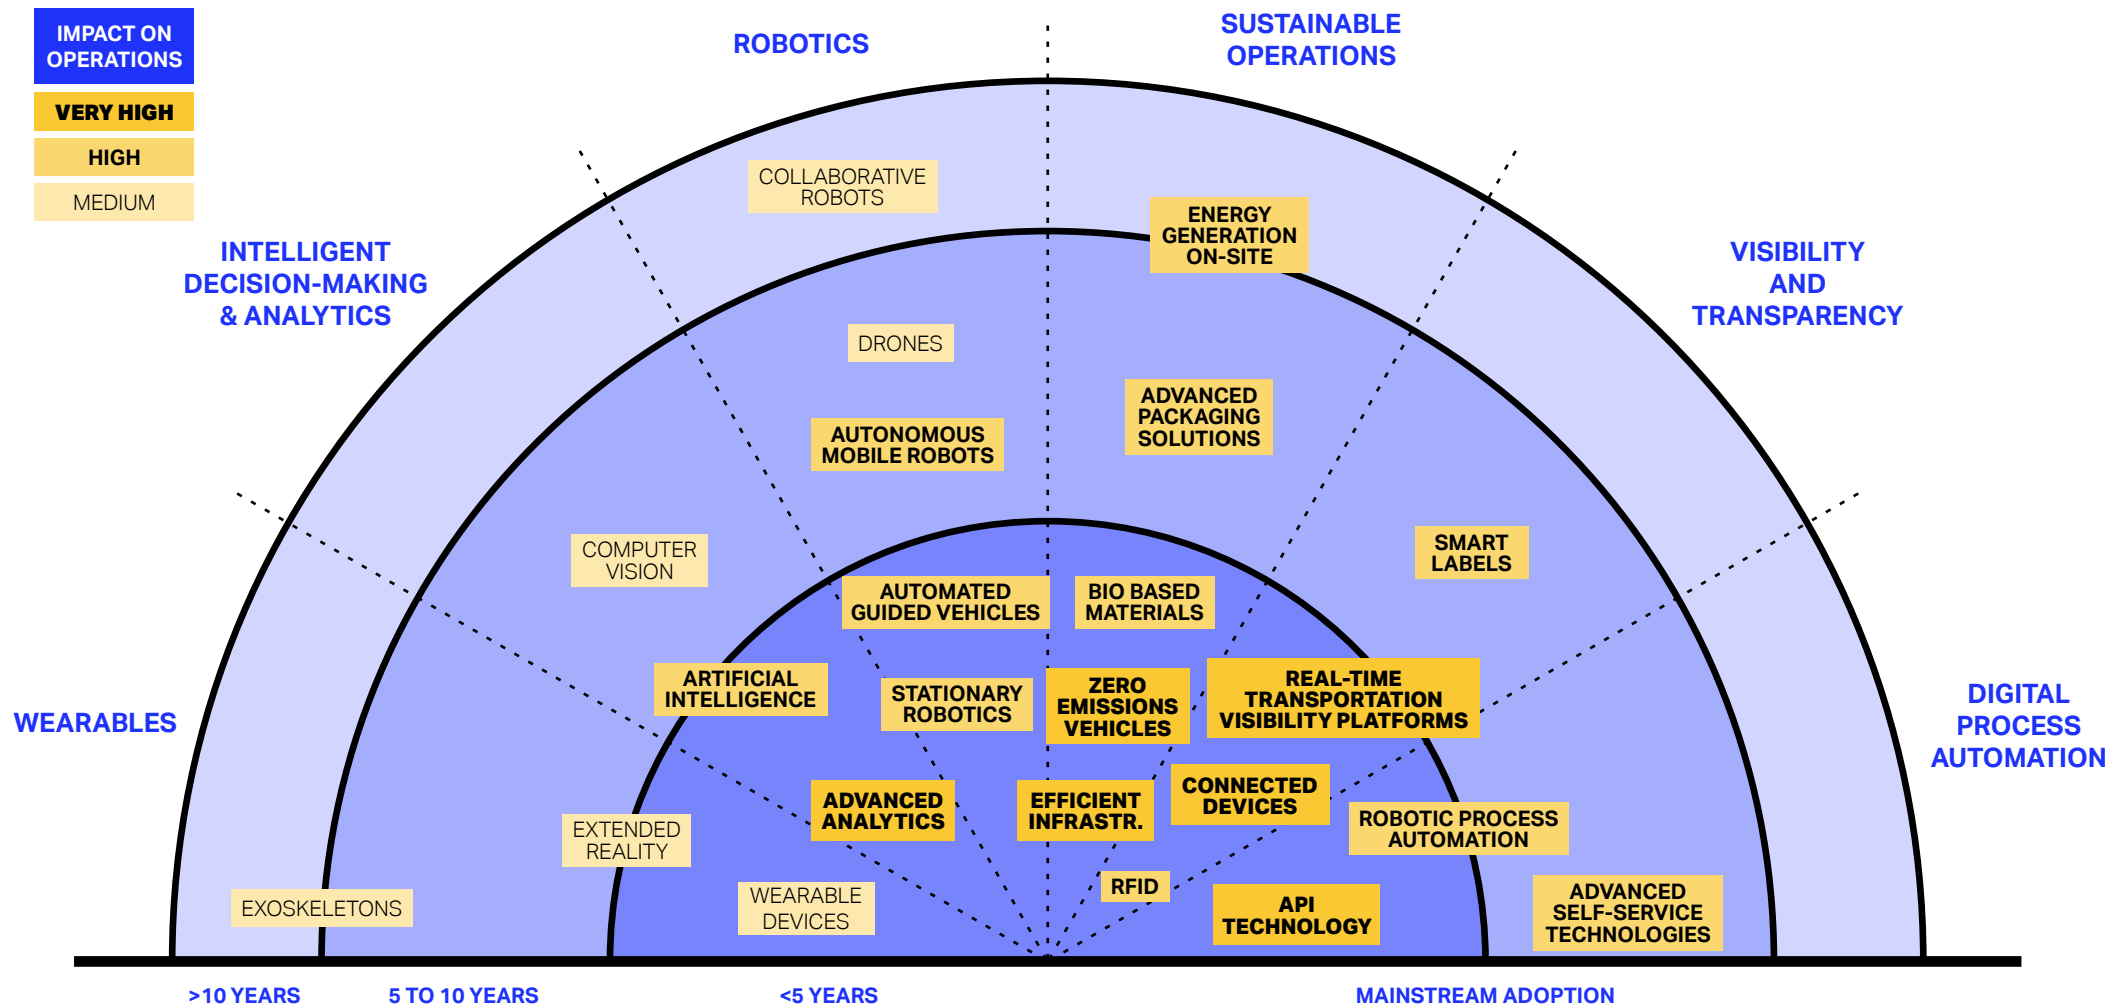 IMPACT ON
OPERATIONS
VERY HIGH
HIGH
MEDIUM
ROBOTICS
SUSTAINABLE
OPERATIONS
INTELLIGENT
DECISION-MAKING
& ANALYTICS
VISIBILITY
AND
TRANSPARENCY
WEARABLES
DIGITAL
PROCESS
AUTOMATION
COLLABORATIVE
ROBOTS
ENERGY
GENERATION
ON-SITE
DRONES
ADVANCED
PACKAGING
SOLUTIONS
AUTONOMOUS
MOBILE ROBOTS
COMPUTER
VISION
SMART
LABELS
AUTOMATED
GUIDED VEHICLES
BIO BASED
MATERIALS
ARTIFICIAL
INTELLIGENCE
STATIONARY
ROBOTICS
ZERO
EMISSIONS
VEHICLES
REAL-TIME
TRANSPORTATION
VISIBILITY PLATFORMS
ADVANCED
ANALYTICS
EFFICIENT
INFRASTR.
CONNECTED
DEVICES
EXTENDED
REALITY
ROBOTIC PROCESS
AUTOMATION
EXOSKELETONS
WEARABLE
DEVICES
RFID
API
TECHNOLOGY
ADVANCED
SELF-SERVICE
TECHNOLOGIES
>10 YEARS
5 TO 10 YEARS
<5 YEARS
MAINSTREAM ADOPTION